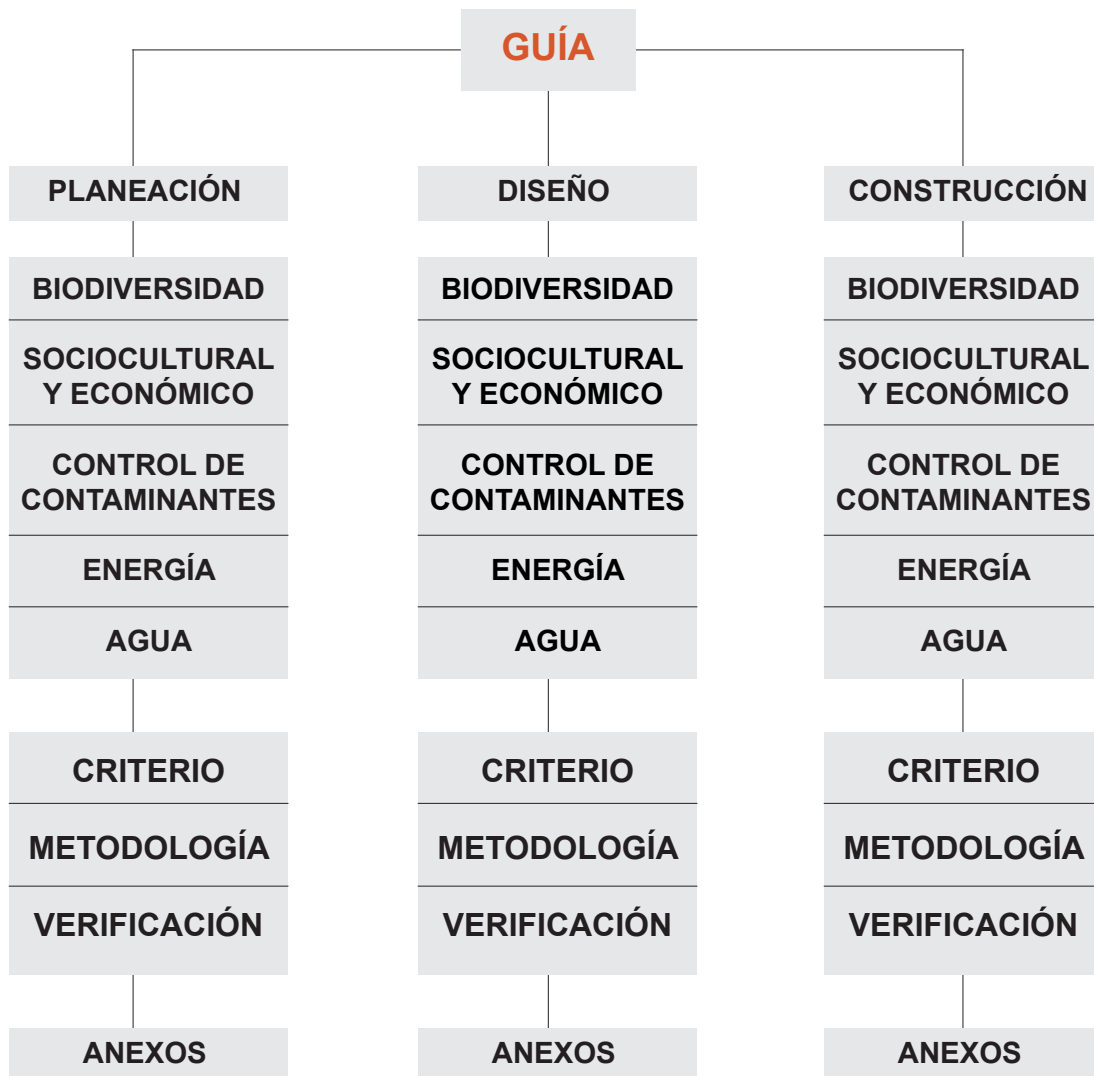 GUÍA
PLANEACIÓN
BIODIVERSIDAD
SOCIOCULTURAL
Y ECONÓMICO
CONTROL DE
CONTAMINANTES
ENERGÍA
AGUA
CRITERIO
METODOLOGÍA
VERIFICACIÓN
ANEXOS
DISEÑO
BIODIVERSIDAD
SOCIOCULTURAL
Y ECONÓMICO
CONTROL DE
CONTAMINANTES
ENERGÍA
AGUA
CRITERIO
METODOLOGÍA
VERIFICACIÓN
ANEXOS
CONSTRUCCIÓN
BIODIVERSIDAD
SOCIOCULTURAL
Y ECONÓMICO
CONTROL DE
CONTAMINANTES
ENERGÍA
AGUA
CRITERIO
METODOLOGÍA
VERIFICACIÓN
ANEXOS